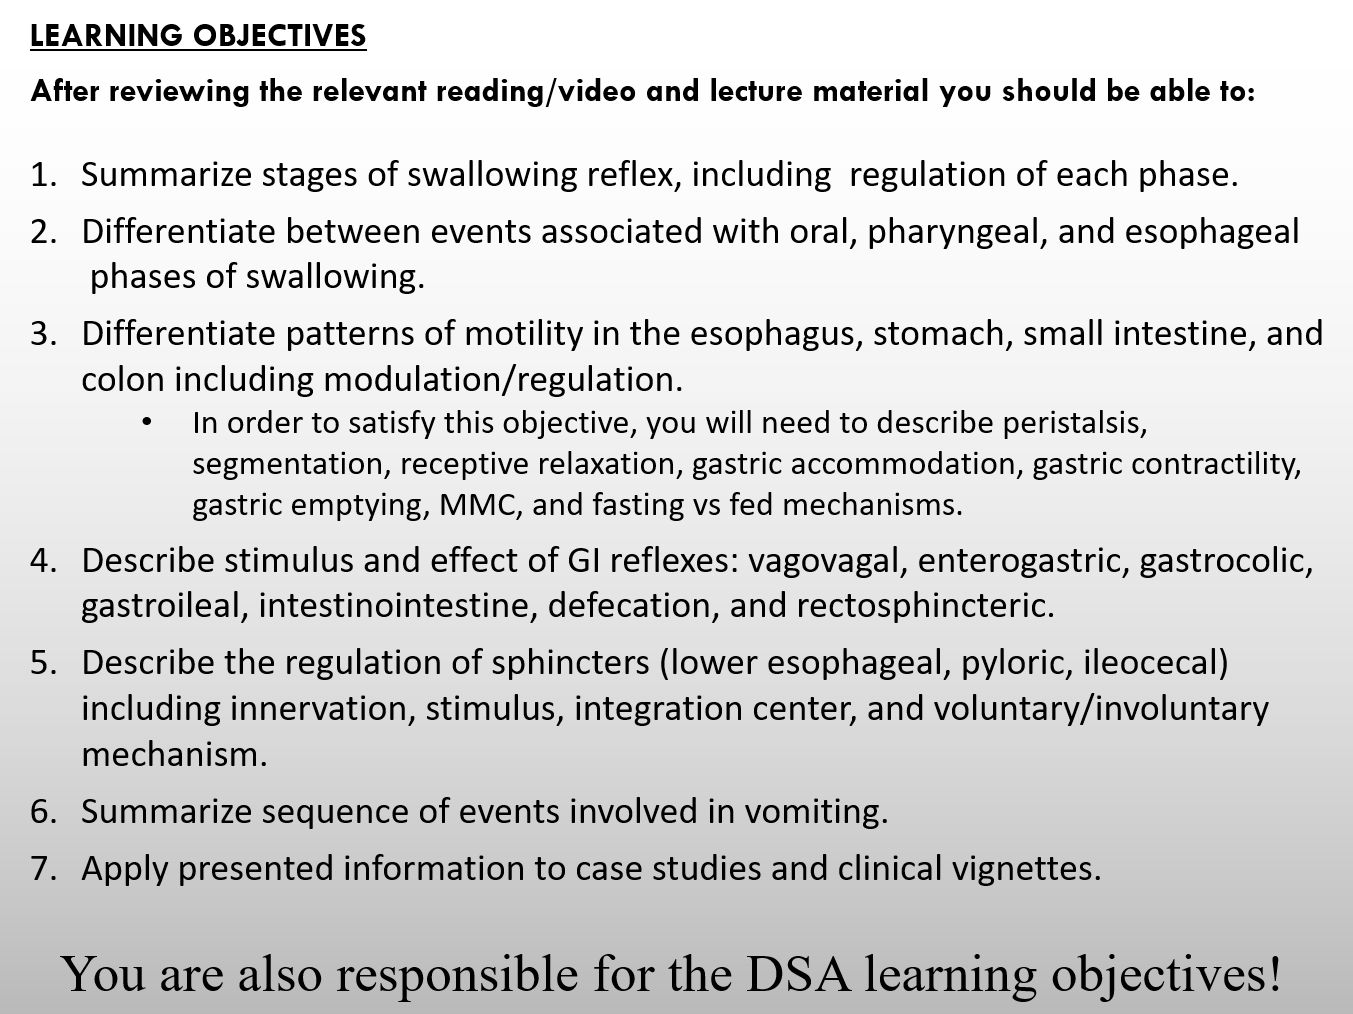 LEARNING OBJECTIVES
After reviewing the relevant reading/video and lecture material you should be able to:
1. Summarize stages of swallowing reflex, including  regulation of each phase.
2. Differentiate between events associated with oral, pharyngeal, and esophageal
phases of swallowing.
3. Differentiate patterns of motility in the esophagus, stomach, small intestine, and
colon including modulation/regulation.
• In order to satisfy this objective, you will need to describe peristalsis,
segmentation, receptive relaxation, gastric accommodation, gastric contractility,
gastric emptying, MMC, and fasting vs fed mechanisms.
4. Describe stimulus and effect of GI reflexes: vagovagal, enterogastric, gastrocolic,
gastroileal, intestinointestine, defecation, and rectosphincteric.
5. Describe the regulation of sphincters (lower esophageal, pyloric, ileocecal)
including innervation, stimulus, integration center, and voluntary/involuntary
mechanism.
6. Summarize sequence of events involved in vomiting.
7. Apply presented information to case studies and clinical vignettes.
You are also responsible for the DSA learning objectives!